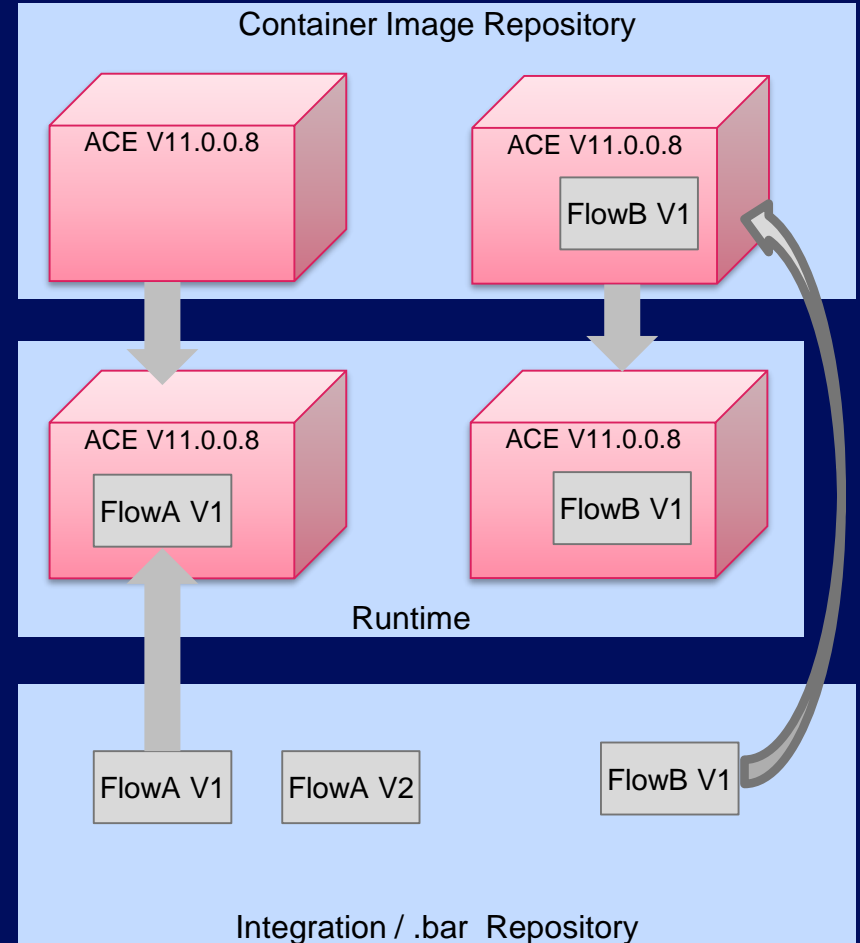 Container Image Repository
ACE V11.0.0.8
ACE V11.0.0.8
FlowB V1
ACE V11.0.0.8
FlowA V1
ACE V11.0.0.8
FlowB V1
Runtime
FlowA V1
FlowA V2
FlowB V1
Integration / .bar Repository